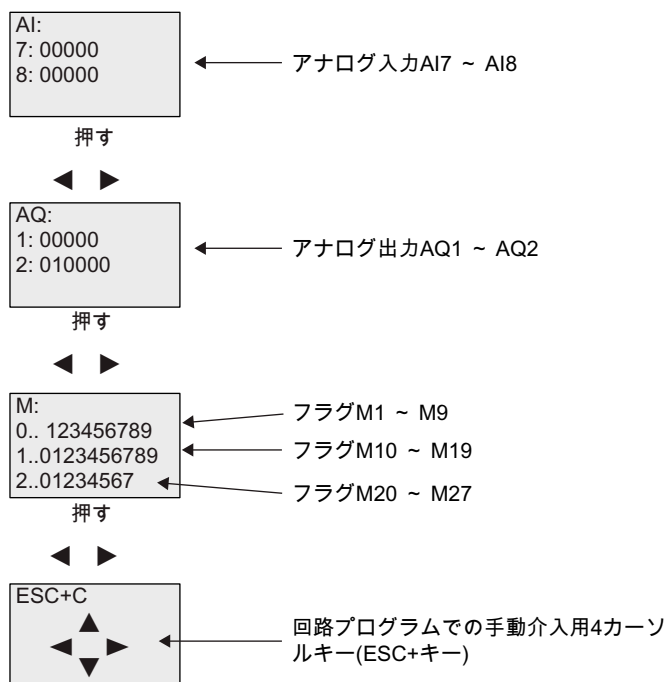 AI:
7: 00000
8: 00000
アナログ入力AI7 ~ AI8
押す
◀ ▶
AQ:
1: 00000
2: 010000
アナログ出力AQ1 ~ AQ2
押す
◀ ▶
M:
0.. 123456789
1..0123456789
2..01234567
フラグM1 ~ M9
フラグM10 ~ M19
フラグM20 ~ M27
押す
◀ ▶
ESC+C
回路プログラムでの手動介入用4カーソ
ルキー(ESC+キー)